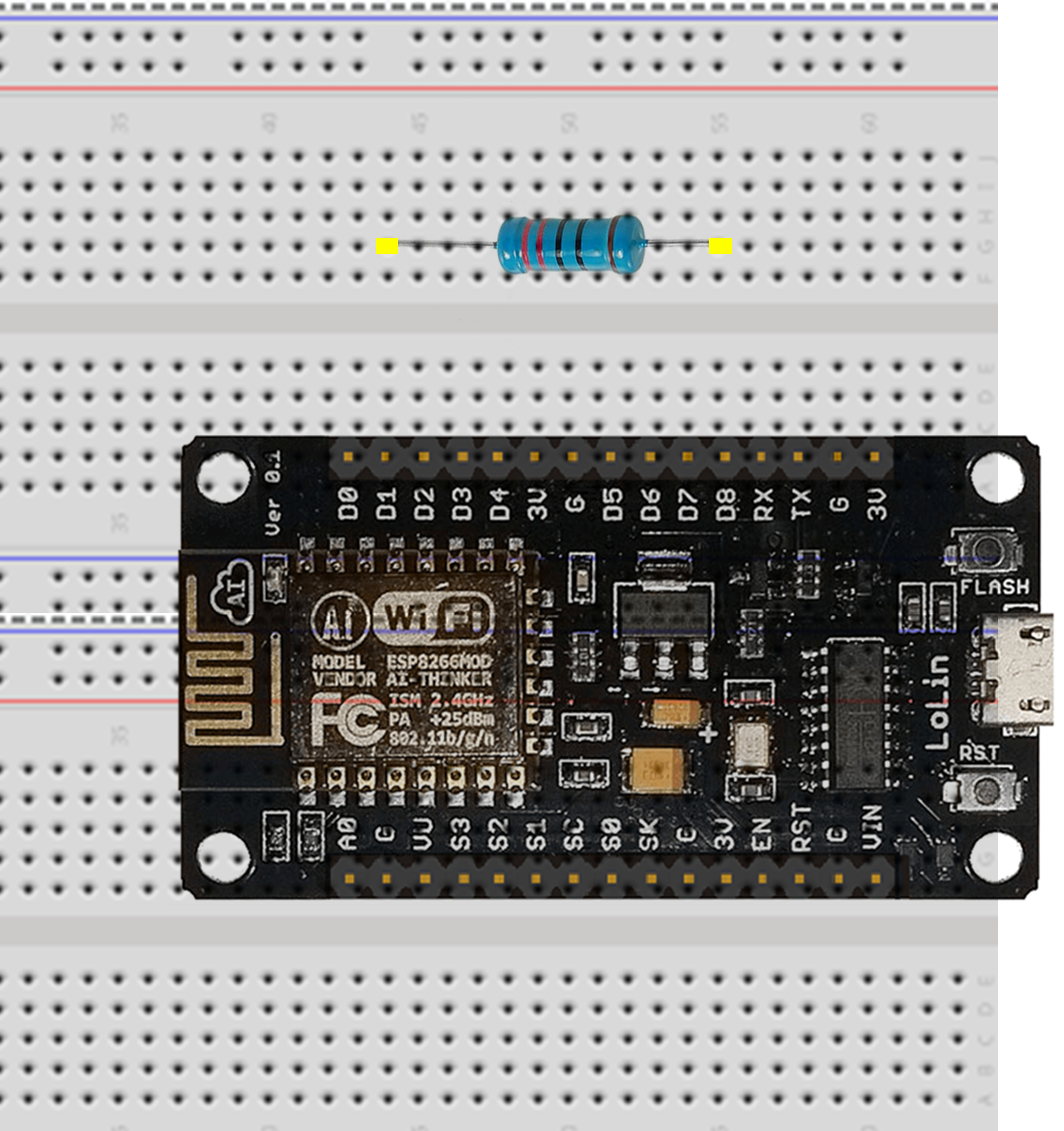 35 40 45 50 55 60
J
I
H
G
F
E
D
C
Ver 0.1
D0 D1 D2 D3 D4 3V G D5 D6 D7 D8 RX TX G 3V
35
FLASH
AI
Ai WiFi
MODEL ESP8266MOD
VENDOR AI-THINKER
FC ISM 2.4GHz
PA +25dBm
802.11b/g/n
35
+
LoLin
RST
A0 G VU S3 S2 S1 SC S0 SK G 3V EN RST G VIN
G
E
D
C
B
A